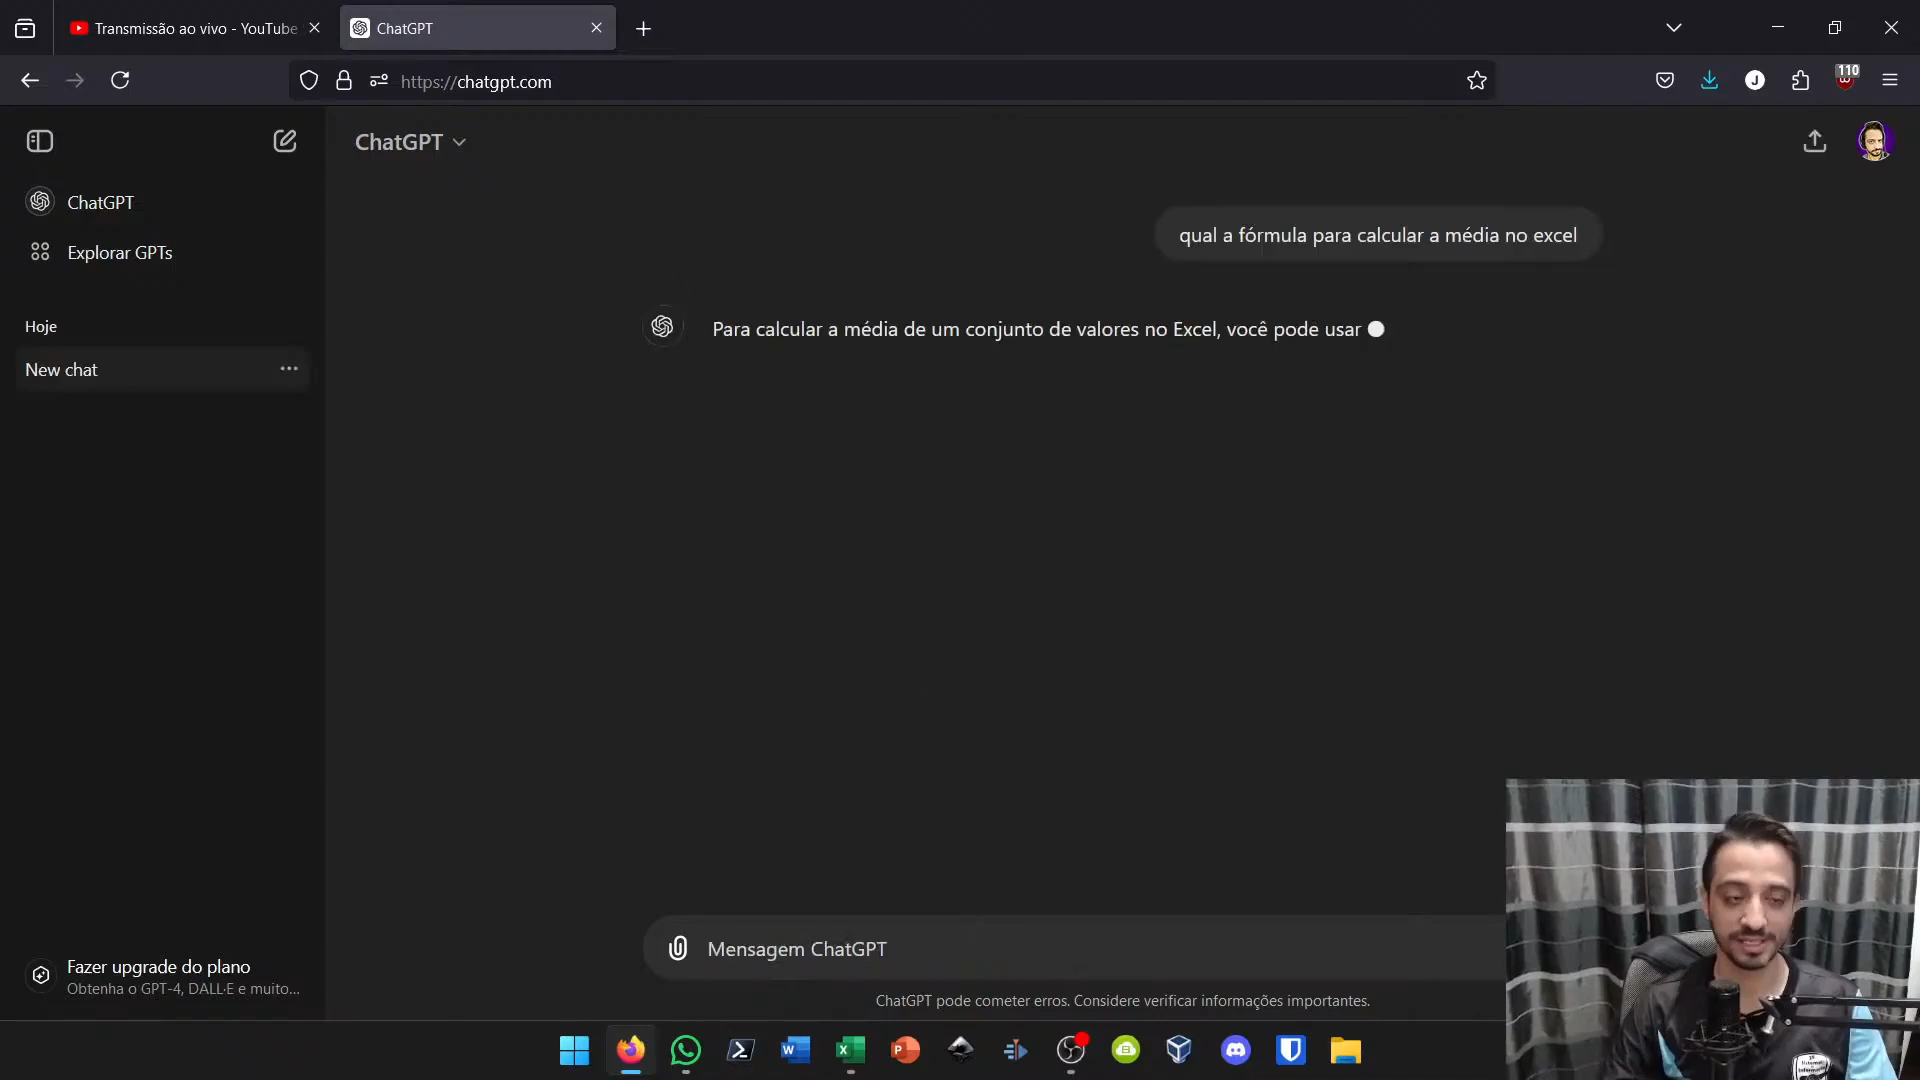 Transmissão ao vivo - YouTube
ChatGPT
https://chatgpt.com
110
J
ChatGPT
ChatGPT
Explorar GPTs
Hoje
New chat
qual a fórmula para calcular a média no excel
Para calcular a média de um conjunto de valores no Excel, você pode usar
Fazer upgrade do plano
Obtenha o GPT-4, DALL·E e muito...
Mensagem ChatGPT
ChatGPT pode cometer erros. Considere verificar informações importantes.